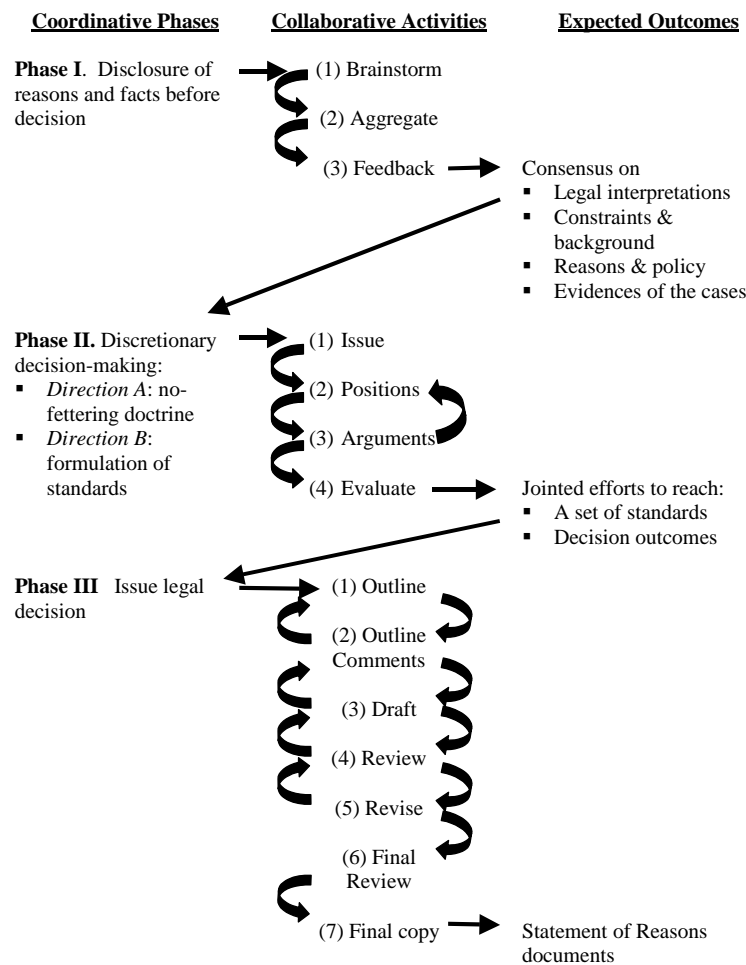 Coordinative Phases
Collaborative Activities
Expected Outcomes
Phase I. Disclosure of
reasons and facts before
decision
(1) Brainstorm
(2) Aggregate
(3) Feedback
Consensus on
▪ Legal interpretations
▪ Constraints &
background
▪ Reasons & policy
▪ Evidences of the cases
Phase II. Discretionary
decision-making:
▪ Direction A: no-
fettering doctrine
▪ Direction B:
formulation of
standards
(1) Issue
(2) Positions
(3) Arguments
(4) Evaluate
Jointed efforts to reach:
▪ A set of standards
▪ Decision outcomes
Phase III Issue legal
decision
(1) Outline
(2) Outline
Comments
(3) Draft
(4) Review
(5) Revise
(6) Final
Review
(7) Final copy
Statement of Reasons
documents